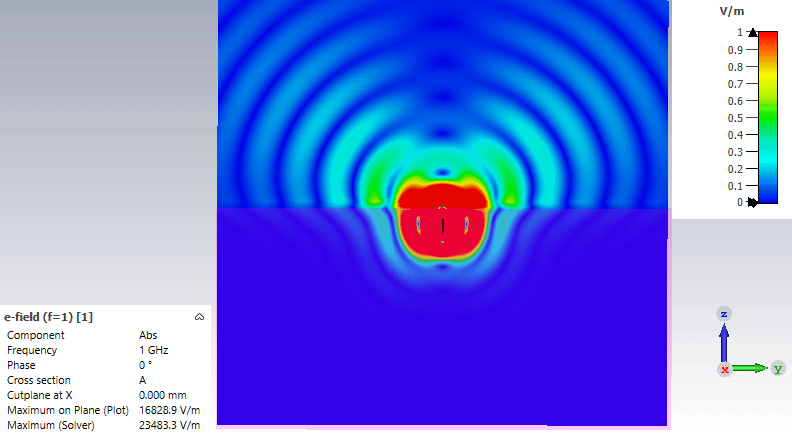 V/m
1
0.9
0.8
0.7
0.6
0.5
0.4
0.3
0.2
0.1
0
e-field (f=1) [1]
Component Abs
Frequency 1 GHz
Phase 0 °
Cross section A
Cutplane at X 0.000 mm
Maximum on Plane (Plot) 16828.9 V/m
Maximum (Solver) 23483.3 V/m
z
x
y